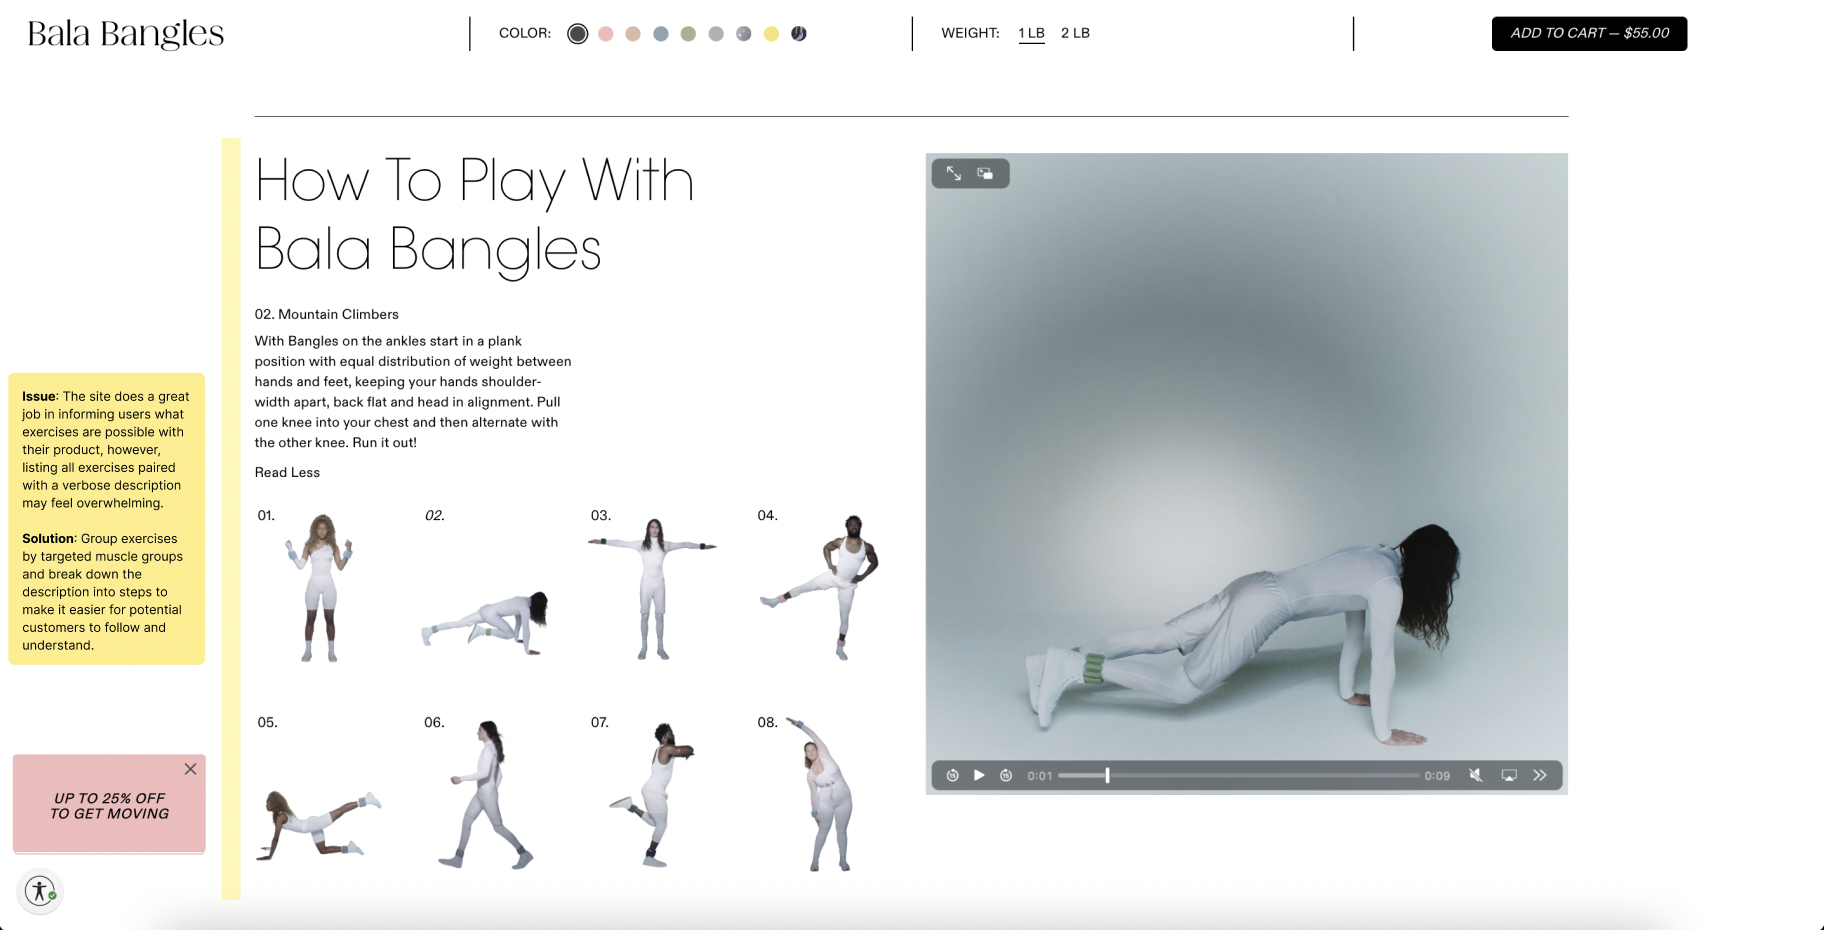 Bala Bangles
COLOR:
WEIGHT: 1 LB 2 LB
ADD TO CART — $55.00
How To Play With
Bala Bangles
02. Mountain Climbers
With Bangles on the ankles start in a plank
position with equal distribution of weight between
hands and feet, keeping your hands shoulder-
width apart, back flat and head in alignment. Pull
one knee into your chest and then alternate with
the other knee. Run it out!
Read Less
01.
02.
03.
04.
05.
06.
07.
08.
Issue: The site does a great
job in informing users what
exercises are possible with
their product, however,
listing all exercises paired
with a verbose description
may feel overwhelming.
Solution: Group exercises
by targeted muscle groups
and break down the
description into steps to
make it easier for potential
customers to follow and
understand.
UP TO 25% OFF
TO GET MOVING
15
15
0:01
0:09